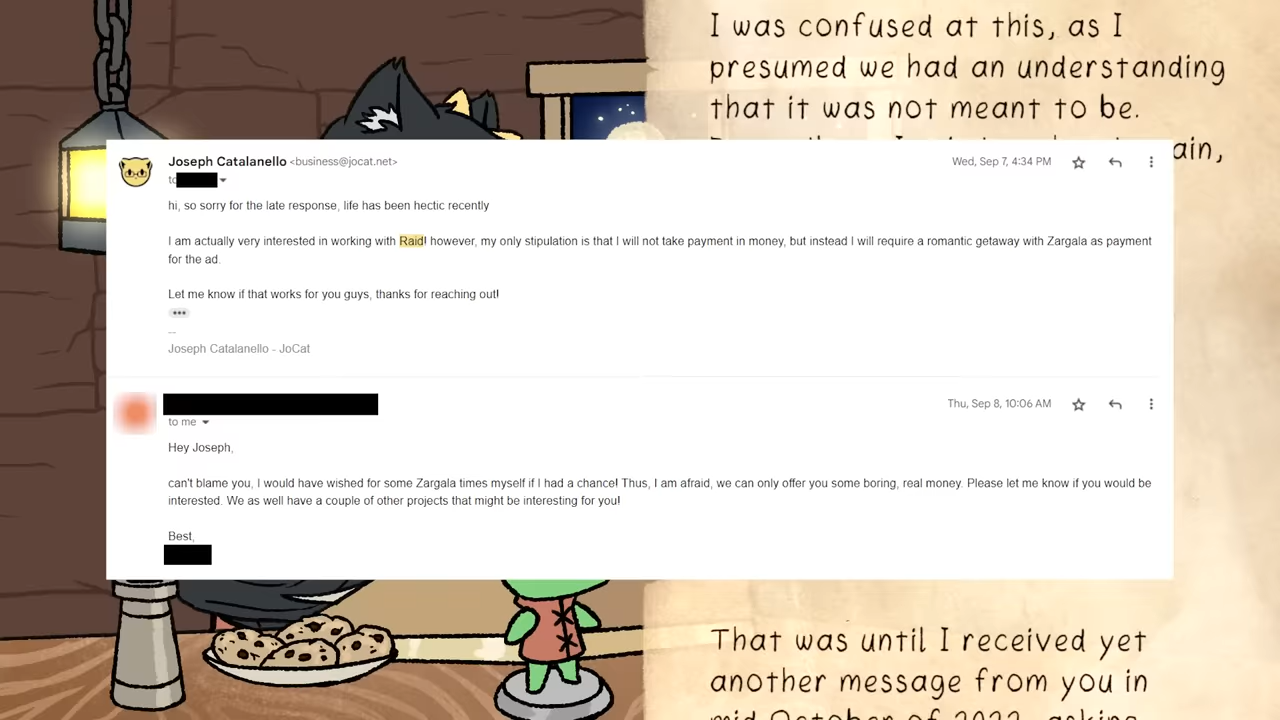 I was confused at this, as I
presumed we had an understanding
that it was not meant to be.
ain,
Joseph Catalanello <business@jocat.net>
Wed, Sep 7, 4:34 PM
to
hi, so sorry for the late response, life has been hectic recently
I am actually very interested in working with Raid! however, my only stipulation is that I will not take payment in money, but instead I will require a romantic getaway with Zargala as payment
for the ad.
Let me know if that works for you guys, thanks for reaching out!
--
Joseph Catalanello - JoCat
Thu, Sep 8, 10:06 AM
to me
Hey Joseph,
can't blame you, I would have wished for some Zargala times myself if I had a chance! Thus, I am afraid, we can only offer you some boring, real money. Please let me know if you would be
interested. We as well have a couple of other projects that might be interesting for you!
Best,
That was until I received yet
another message from you in
mid October of 2022, asking